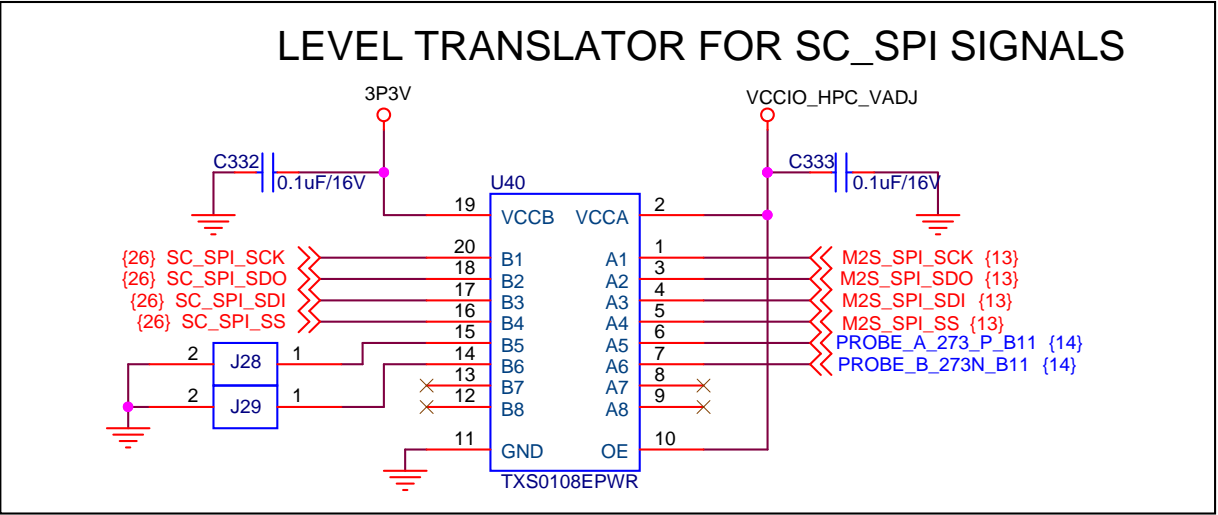 LEVEL TRANSLATOR FOR SC_SPI SIGNALS
3P3V
VCCIO_HPC_VADJ
C332
0.1uF/16V
C333
0.1uF/16V
U40
19 VCCB VCCA 2
{26} SC_SPI_SCK 20 B1 A1 1 M2S_SPI_SCK {13}
{26} SC_SPI_SDO 18 B2 A2 3 M2S_SPI_SDO {13}
{26} SC_SPI_SDI 17 B3 A3 4 M2S_SPI_SDI {13}
{26} SC_SPI_SS 16 B4 A4 5 M2S_SPI_SS {13}
15 B5 A5 6 PROBE_A_273_P_B11 {14}
2 J28 1 14 B6 A6 7 PROBE_B_273N_B11 {14}
13 B7 A7 8
2 J29 1 12 B8 A8 9
11 GND OE 10
TXS0108EPWR